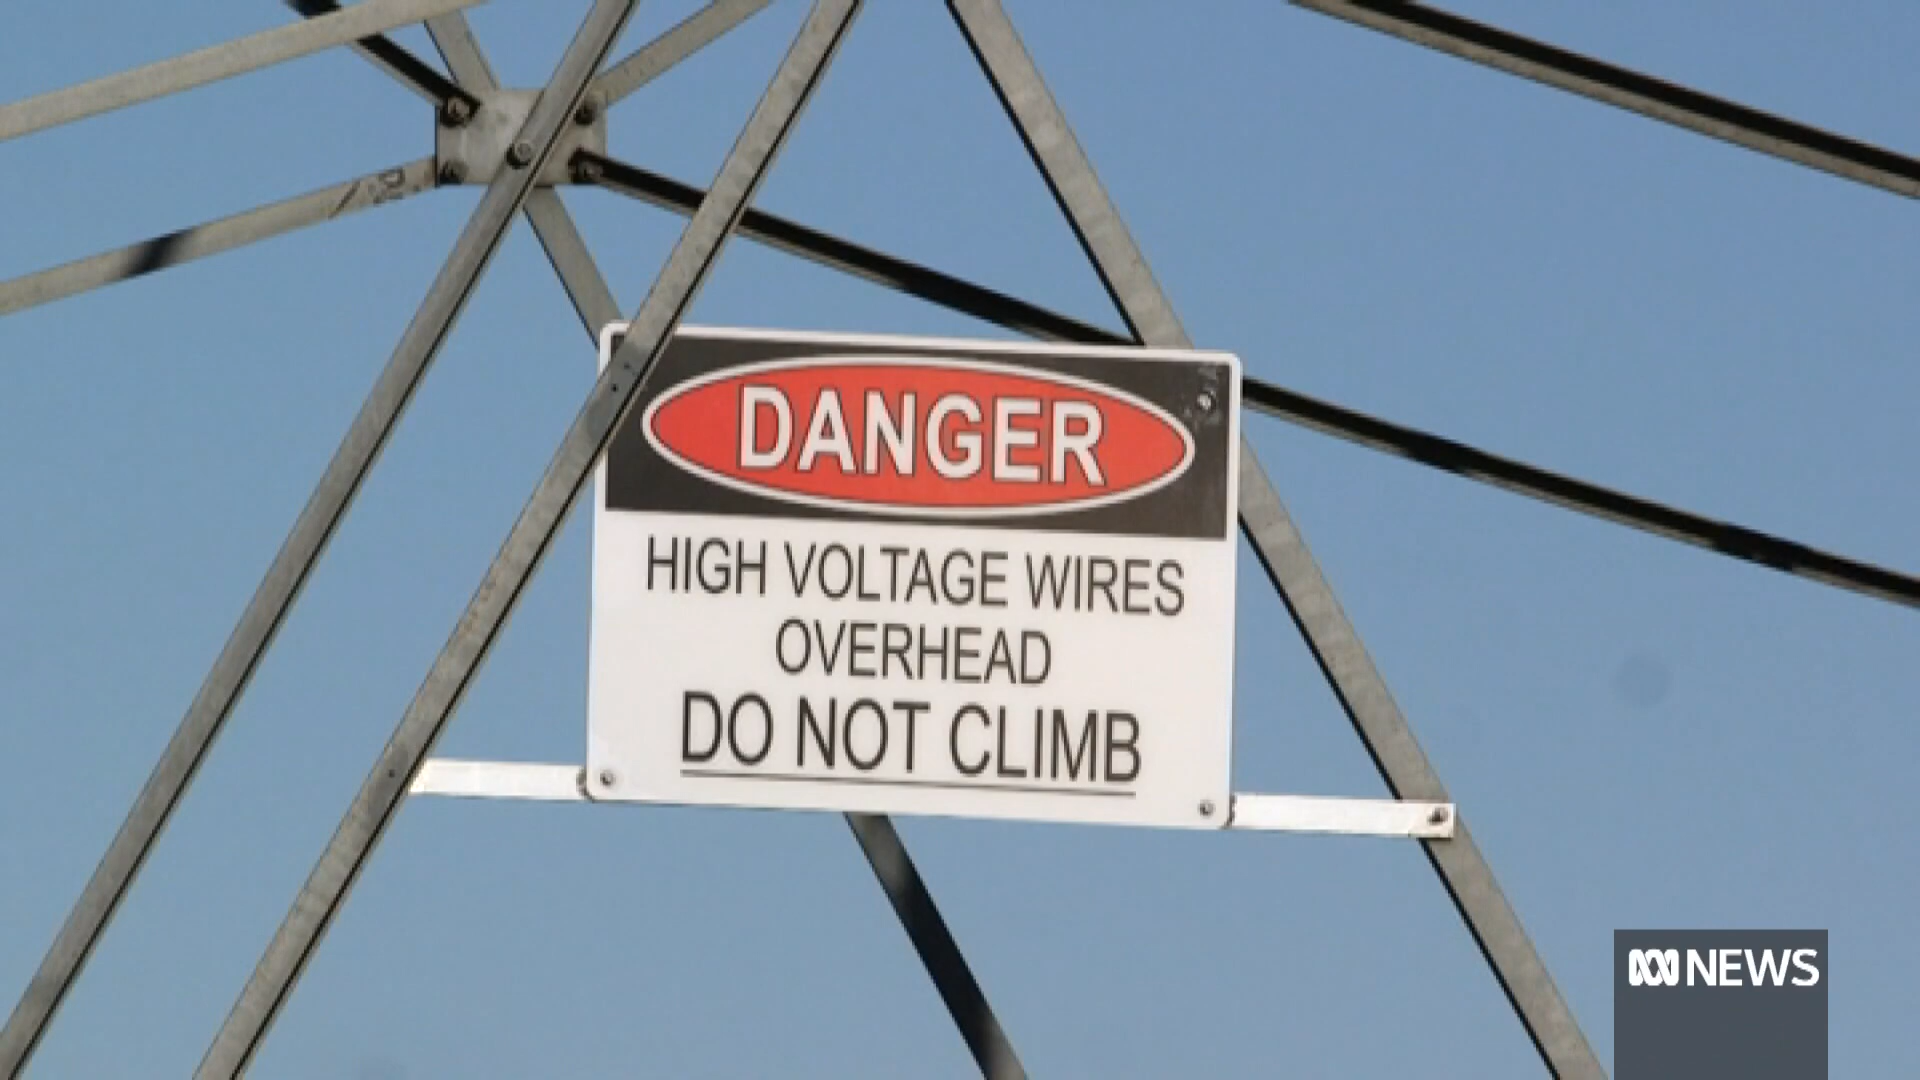 DANGER
HIGH VOLTAGE WIRES
OVERHEAD
DO NOT CLIMB
NEWS